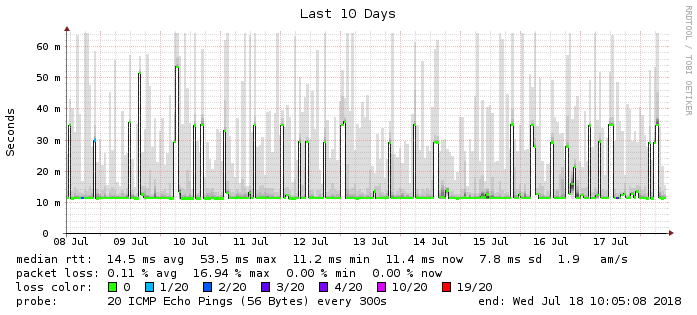 Last 10 Days
RRDTOOL / TOBI OETIKER
Seconds
60 m
50 m
40 m
30 m
20 m
10 m
0
08 Jul 09 Jul 10 Jul 11 Jul 12 Jul 13 Jul 14 Jul 15 Jul 16 Jul 17 Jul
median rtt: 14.5 ms avg 53.5 ms max 11.2 ms min 11.4 ms now 7.8 ms sd 1.9 am/s
packet loss: 0.11 % avg 16.94 % max 0.00 % min 0.00 % now
loss color: 0 1/20 2/20 3/20 4/20 10/20 19/20
probe: 20 ICMP Echo Pings (56 Bytes) every 300s end: Wed Jul 18 10:05:08 2018